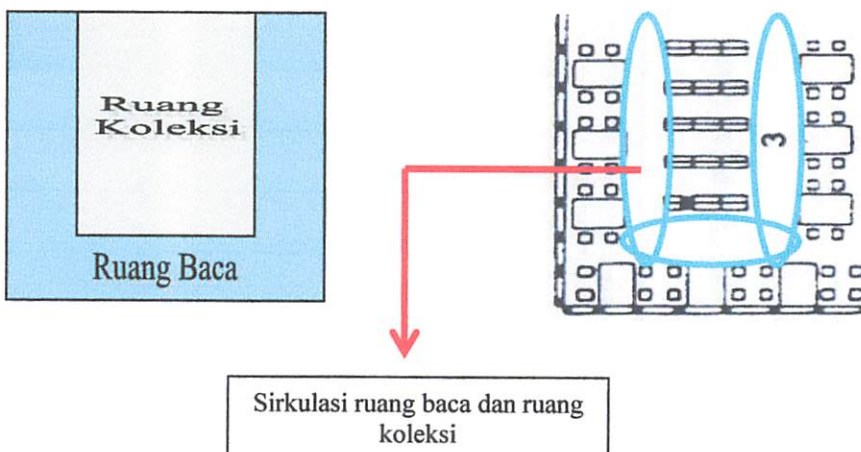 Ruang
Koleksi
Ruang Baca
3
Sirkulasi ruang baca dan ruang
koleksi